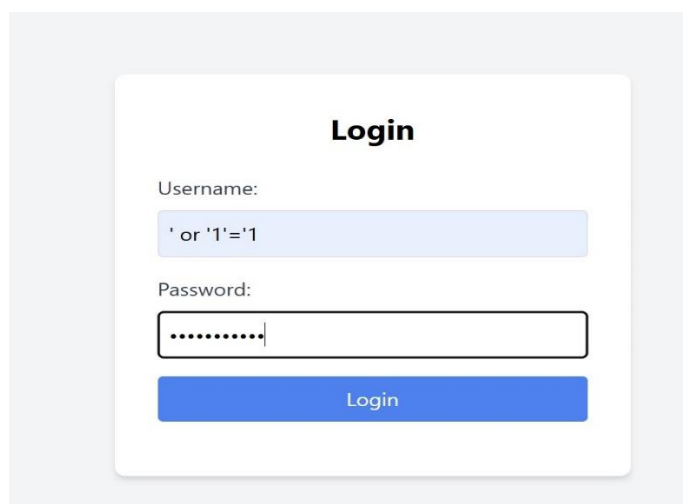 Login
Username:
' or '1'='1
Password:
•••••••••••
Login